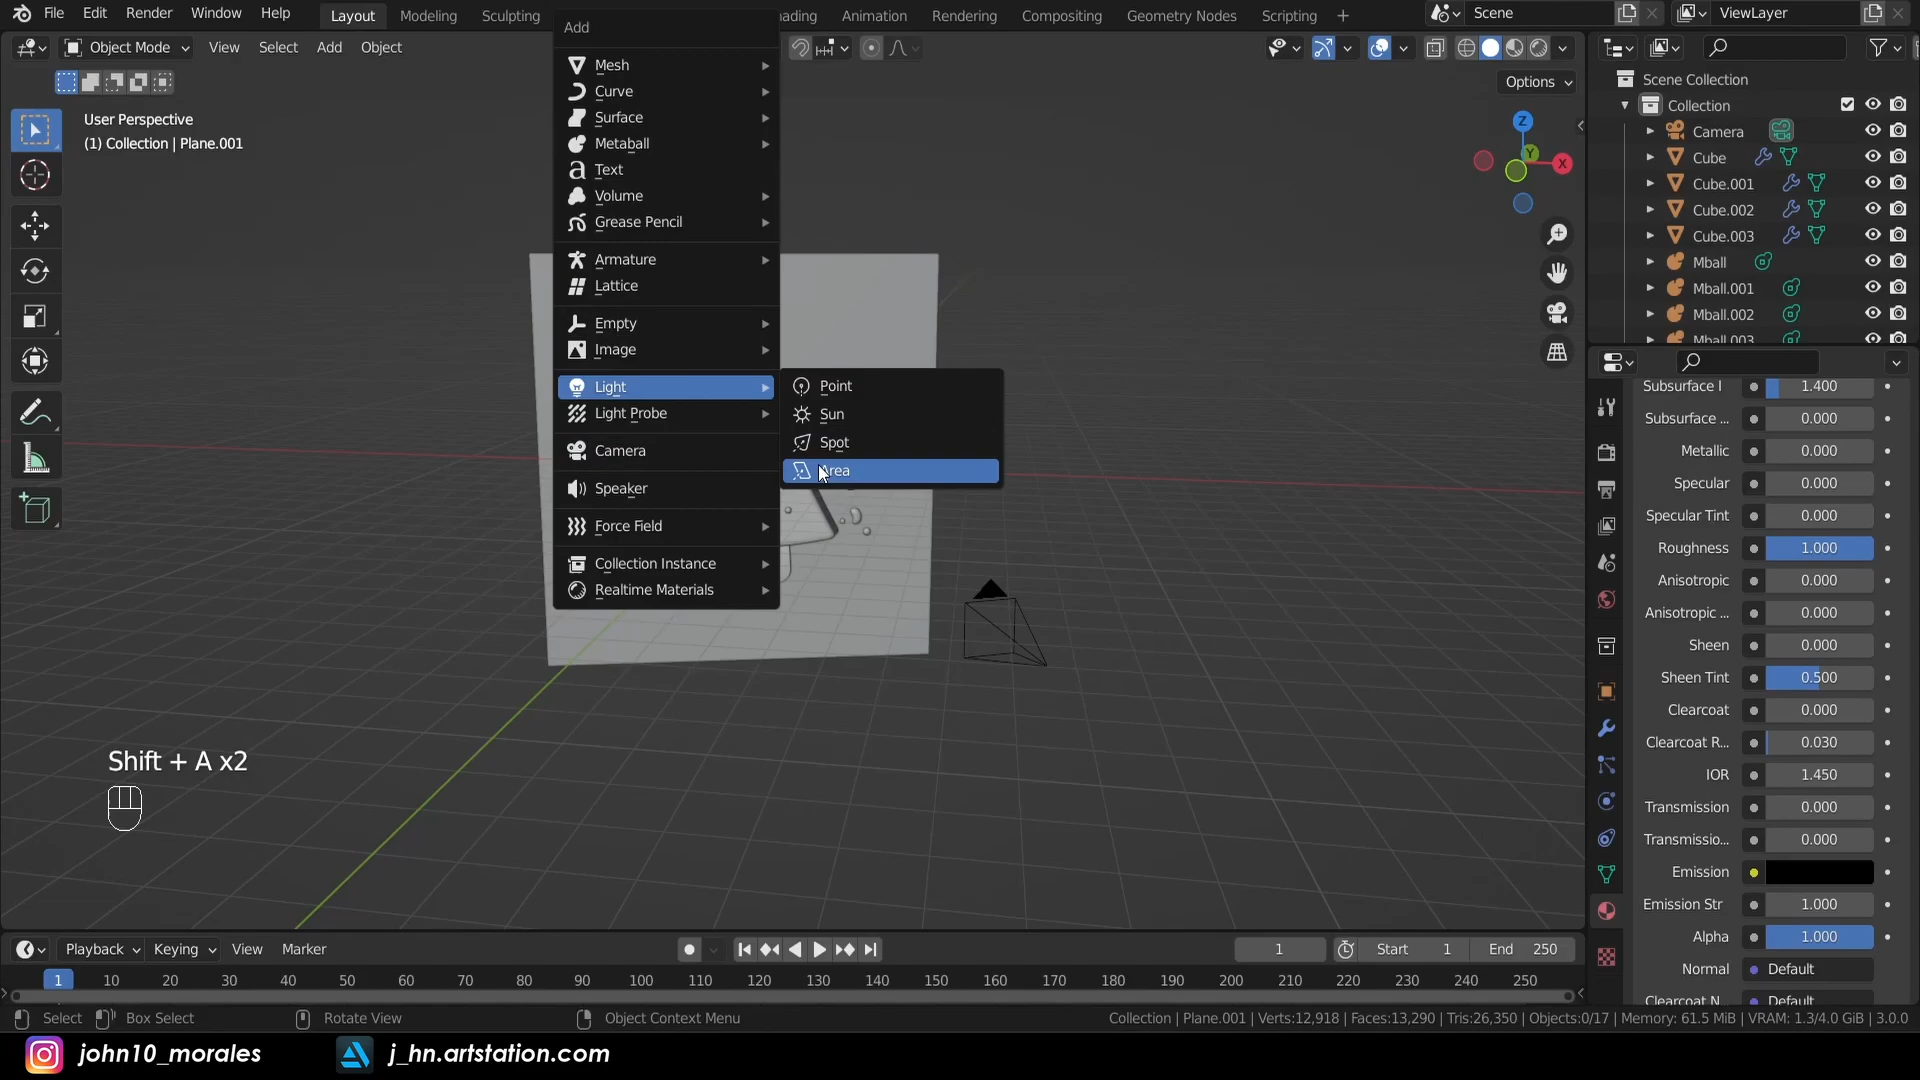 File Edit Render Window Help Layout Modeling Sculpting ading Animation Rendering Compositing Geometry Nodes Scripting + Scene ViewLayer
Object Mode View Select Add Object
Options
User Perspective
(1) Collection | Plane.001
Add
Mesh
Curve
Surface
Metaball
Text
Volume
Grease Pencil
Armature
Lattice
Empty
Image
Light
Light Probe
Camera
Speaker
Force Field
Collection Instance
Realtime Materials
Point
Sun
Spot
Area
Z
Y
X
Scene Collection
Collection
Camera
Cube
Cube.001
Cube.002
Cube.003
Mball
Mball.001
Mball.002
Mball.003
Subsurface I 1.400
Subsurface ... 0.000
Metallic 0.000
Specular 0.000
Specular Tint 0.000
Roughness 1.000
Anisotropic 0.000
Anisotropic ... 0.000
Sheen 0.000
Sheen Tint 0.500
Clearcoat 0.000
Clearcoat R... 0.030
IOR 1.450
Transmission 0.000
Transmissio... 0.000
Emission
Emission Str 1.000
Alpha 1.000
Normal Default
Clearcoat N... Default
Shift + A x2
Playback Keying View Marker 1 Start 1 End 250
1 10 20 30 40 50 60 70 80 90 100 110 120 130 140 150 160 170 180 190 200 210 220 230 240 250
Select Box Select Rotate View Object Context Menu Collection | Plane.001 | Verts:12,918 | Faces:13,290 | Tris:26,350 | Objects:0/17 | Memory: 61.5 MiB | VRAM: 1.3/4.0 GiB | 3.0.0
john10_morales j_hn.artstation.com